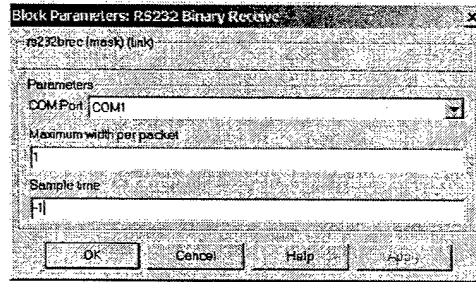 Block Parameters: RS232 Binary Receive
rs232brec (mask) (link)
Parameters
COM Port COM1
Maximum width per packet
1
Sample time
-1
OK Cancel Help Apply